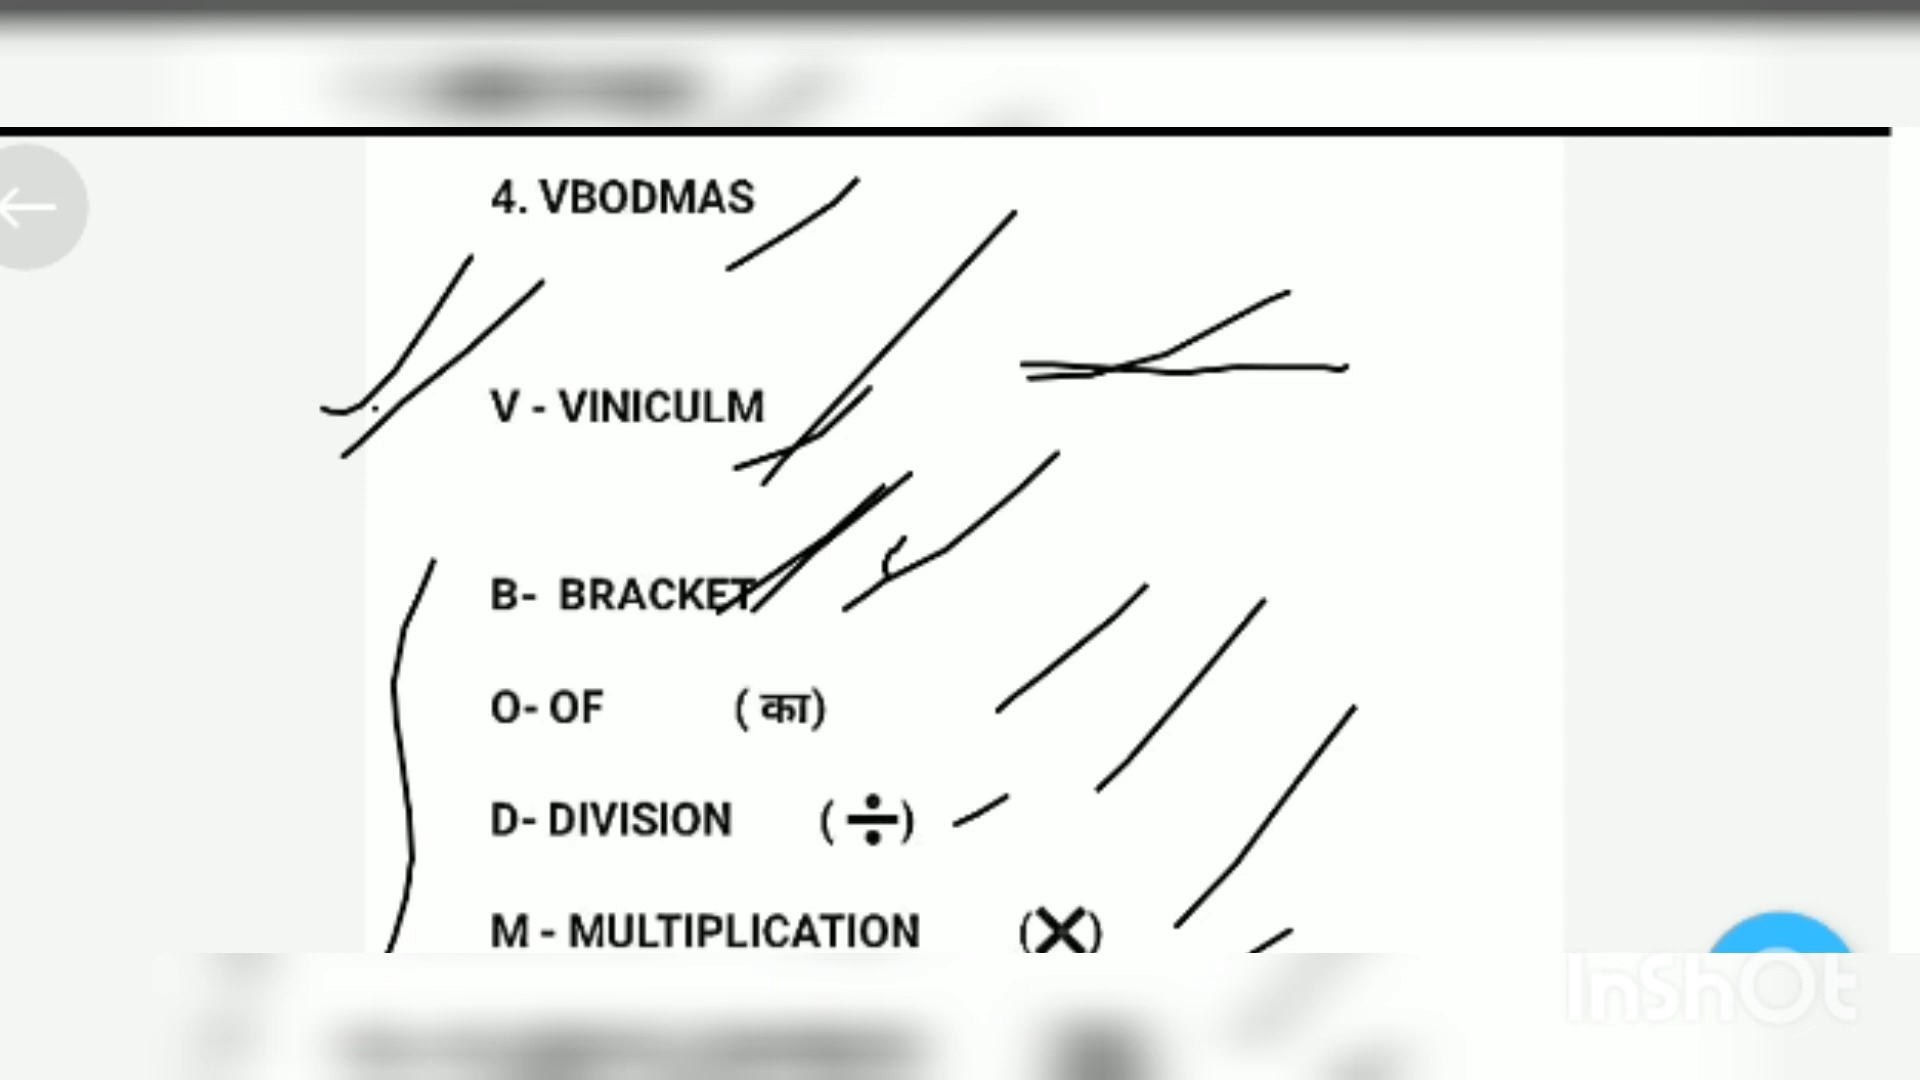 4. VBODMAS
V - VINICULM
B- BRACKET
O- OF ( का)
D- DIVISION (÷)
M - MULTIPLICATION (×)
InShOt